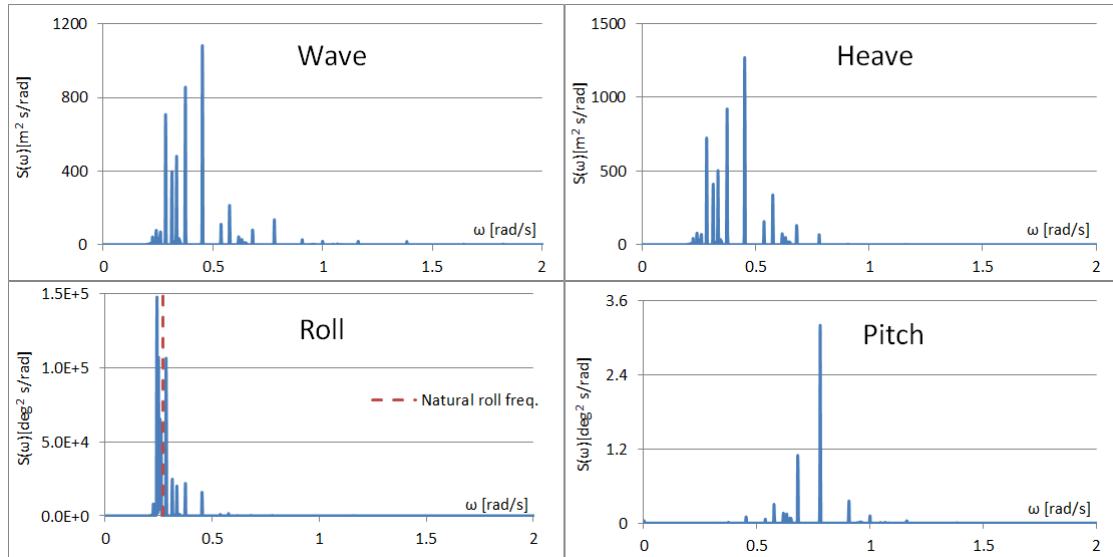 Wave
S(ω)[m² s/rad]
1200
800
400
0
0
0.5
1
1.5
2
ω [rad/s]
Heave
S(ω)[m² s/rad]
1500
1000
500
0
0
0.5
1
1.5
2
ω [rad/s]
Roll
S(ω)[deg² s/rad]
1.5E+5
1.0E+5
5.0E+4
0.0E+0
0
0.5
1
1.5
2
ω [rad/s]
Natural roll freq.
Pitch
S(ω)[deg² s/rad]
3.6
2.4
1.2
0
0
0.5
1
1.5
2
ω [rad/s]